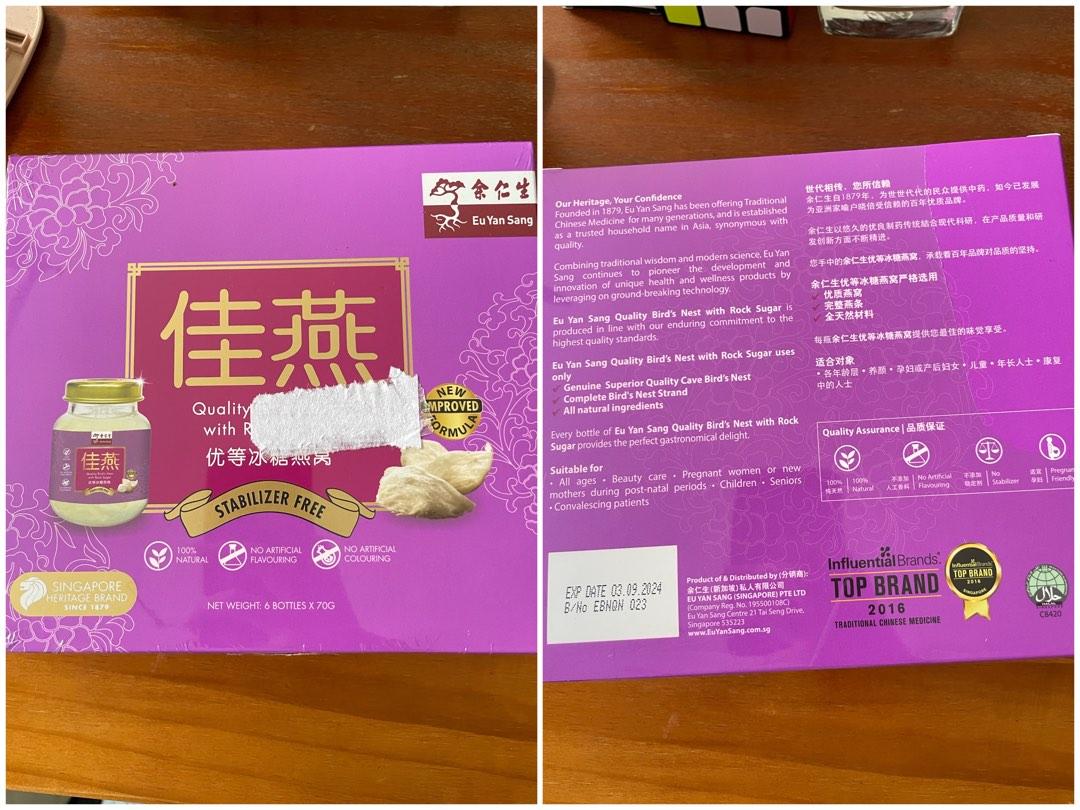 余仁生
Eu Yan Sang
佳燕
Quality
with R
优等冰糖燕窝
NEW
IMPROVED
FORMULA
佳燕
STABILIZER FREE
100%
NATURAL
NO ARTIFICIAL
FLAVOURING
NO ARTIFICIAL
COLOURING
SINGAPORE
HERITAGE BRAND
SINCE 1879
NET WEIGHT: 6 BOTTLES X 70G
Our Heritage, Your Confidence
Founded in 1879, Eu Yan Sang has been offering Traditional
Chinese Medicine for many generations, and is established
as a trusted household name in Asia, synonymous with
quality.
Combining traditional wisdom and modern science, Eu Yan
Sang continues to pioneer the development and
innovation of unique health and wellness products by
leveraging on ground-breaking technology.
Eu Yan Sang Quality Bird's Nest with Rock Sugar is
produced in line with our enduring commitment to the
highest quality standards.
Eu Yan Sang Quality Bird's Nest with Rock Sugar uses
only
✓ Genuine Superior Quality Cave Bird's Nest
✓ Complete Bird's Nest Strand
✓ All natural ingredients
Every bottle of Eu Yan Sang Quality Bird's Nest with Rock
Sugar provides the perfect gastronomical delight.
Suitable for
• All ages • Beauty care • Pregnant women or new
mothers during post-natal periods • Children • Seniors
• Convalescing patients
世代相传，您所信赖
余仁生自1879年，为世世代代的民众提供中药，如今已发展
为亚洲家喻户晓倍受信赖的百年优质品牌。
余仁生以悠久的优良制药传统结合现代科研，在产品质量和研
发创新方面不断精进。
您手中的余仁生优等冰糖燕窝，承载着百年品牌对品质的坚持。
余仁生优等冰糖燕窝严格选用
✓ 优质燕窝
✓ 完整燕条
✓ 全天然材料
每瓶余仁生优等冰糖燕窝提供您最佳的味觉享受。
适合对象
• 各年龄层 • 养颜 • 孕妇或产后妇女 • 儿童 • 年长人士 • 康复
中的人士
Quality Assurance | 品质保证
100%
纯天然
100%
Natural
不添加
人工香料
No Artificial
Flavouring
不添加
稳定剂
No
Stabilizer
适宜
孕妇
Pregnan
Friendly
EXP DATE 03.09.2024
B/No EBNQN 023
Product of & Distributed by (分销商):
余仁生(新加坡)私人有限公司
EU YAN SANG (SINGAPORE) PTE LTD
(Company Reg. No. 195500108C)
Eu Yan Sang Centre 21 Tai Seng Drive,
Singapore 535223
www.EuYanSang.com.sg
InfluentialBrands®
TOP BRAND
2016
TRADITIONAL CHINESE MEDICINE
InfluentialBrands
TOP BRAND
2016
SINGAPORE
C8420